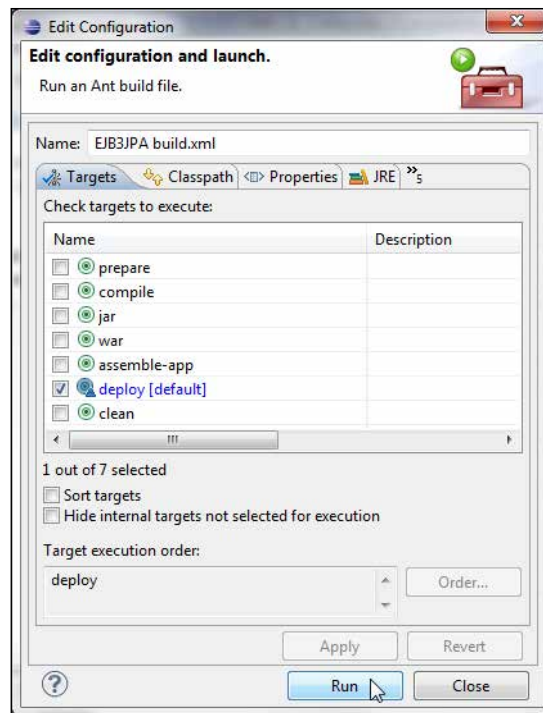 Edit Configuration
Edit configuration and launch.
Run an Ant build file.
Name: EJB3JPA build.xml
Targets Classpath Properties JRE »5
Check targets to execute:
Name Description
prepare
compile
jar
war
assemble-app
deploy [default]
clean
1 out of 7 selected
Sort targets
Hide internal targets not selected for execution
Target execution order:
deploy Order...
Apply Revert
? Run Close